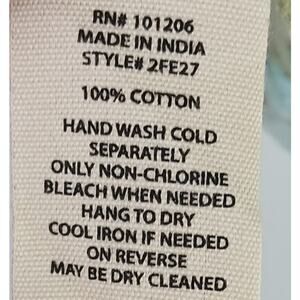 RN# 101206
MADE IN INDIA
STYLE# 2FE27
100% COTTON
HAND WASH COLD
SEPARATELY
ONLY NON-CHLORINE
BLEACH WHEN NEEDED
HANG TO DRY
COOL IRON IF NEEDED
ON REVERSE
MAY BE DRY CLEANED